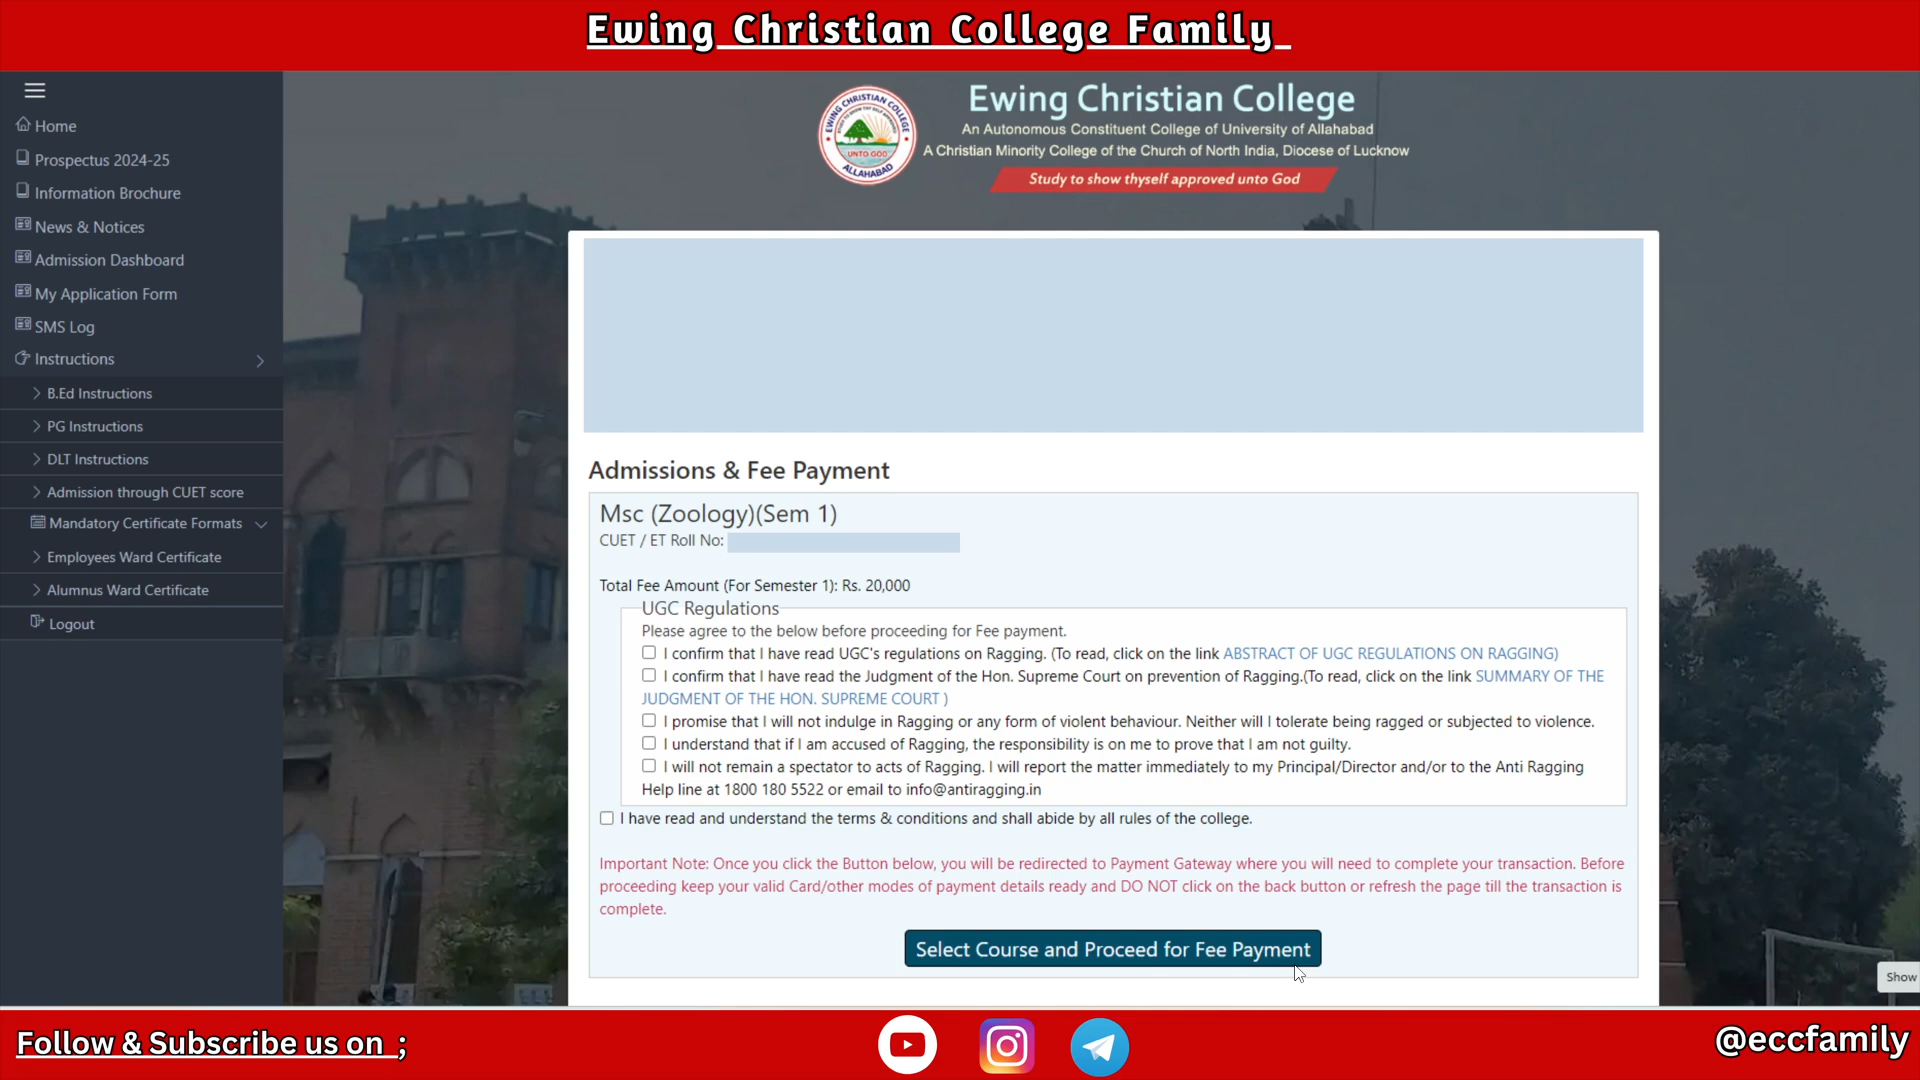 Ewing Christian College Family
Home
Prospectus 2024-25
Information Brochure
News & Notices
Admission Dashboard
My Application Form
SMS Log
Instructions
B.Ed Instructions
PG Instructions
DLT Instructions
Admission through CUET score
Mandatory Certificate Formats
Employees Ward Certificate
Alumnus Ward Certificate
Logout
EWING CHRISTIAN COLLEGE
UNTO GOD
ALLAHABAD
Ewing Christian College
An Autonomous Constituent College of University of Allahabad
A Christian Minority College of the Church of North India, Diocese of Lucknow
Study to show thyself approved unto God
Admissions & Fee Payment
Msc (Zoology)(Sem 1)
CUET / ET Roll No:
Total Fee Amount (For Semester 1): Rs. 20,000
UGC Regulations
Please agree to the below before proceeding for Fee payment.
I confirm that I have read UGC's regulations on Ragging. (To read, click on the link ABSTRACT OF UGC REGULATIONS ON RAGGING)
I confirm that I have read the Judgment of the Hon. Supreme Court on prevention of Ragging.(To read, click on the link SUMMARY OF THE
JUDGMENT OF THE HON. SUPREME COURT )
I promise that I will not indulge in Ragging or any form of violent behaviour. Neither will I tolerate being ragged or subjected to violence.
I understand that if I am accused of Ragging, the responsibility is on me to prove that I am not guilty.
I will not remain a spectator to acts of Ragging. I will report the matter immediately to my Principal/Director and/or to the Anti Ragging
Help line at 1800 180 5522 or email to info@antiragging.in
I have read and understand the terms & conditions and shall abide by all rules of the college.
Important Note: Once you click the Button below, you will be redirected to Payment Gateway where you will need to complete your transaction. Before
proceeding keep your valid Card/other modes of payment details ready and DO NOT click on the back button or refresh the page till the transaction is
complete.
Select Course and Proceed for Fee Payment
Show
Follow & Subscribe us on ;
@eccfamily